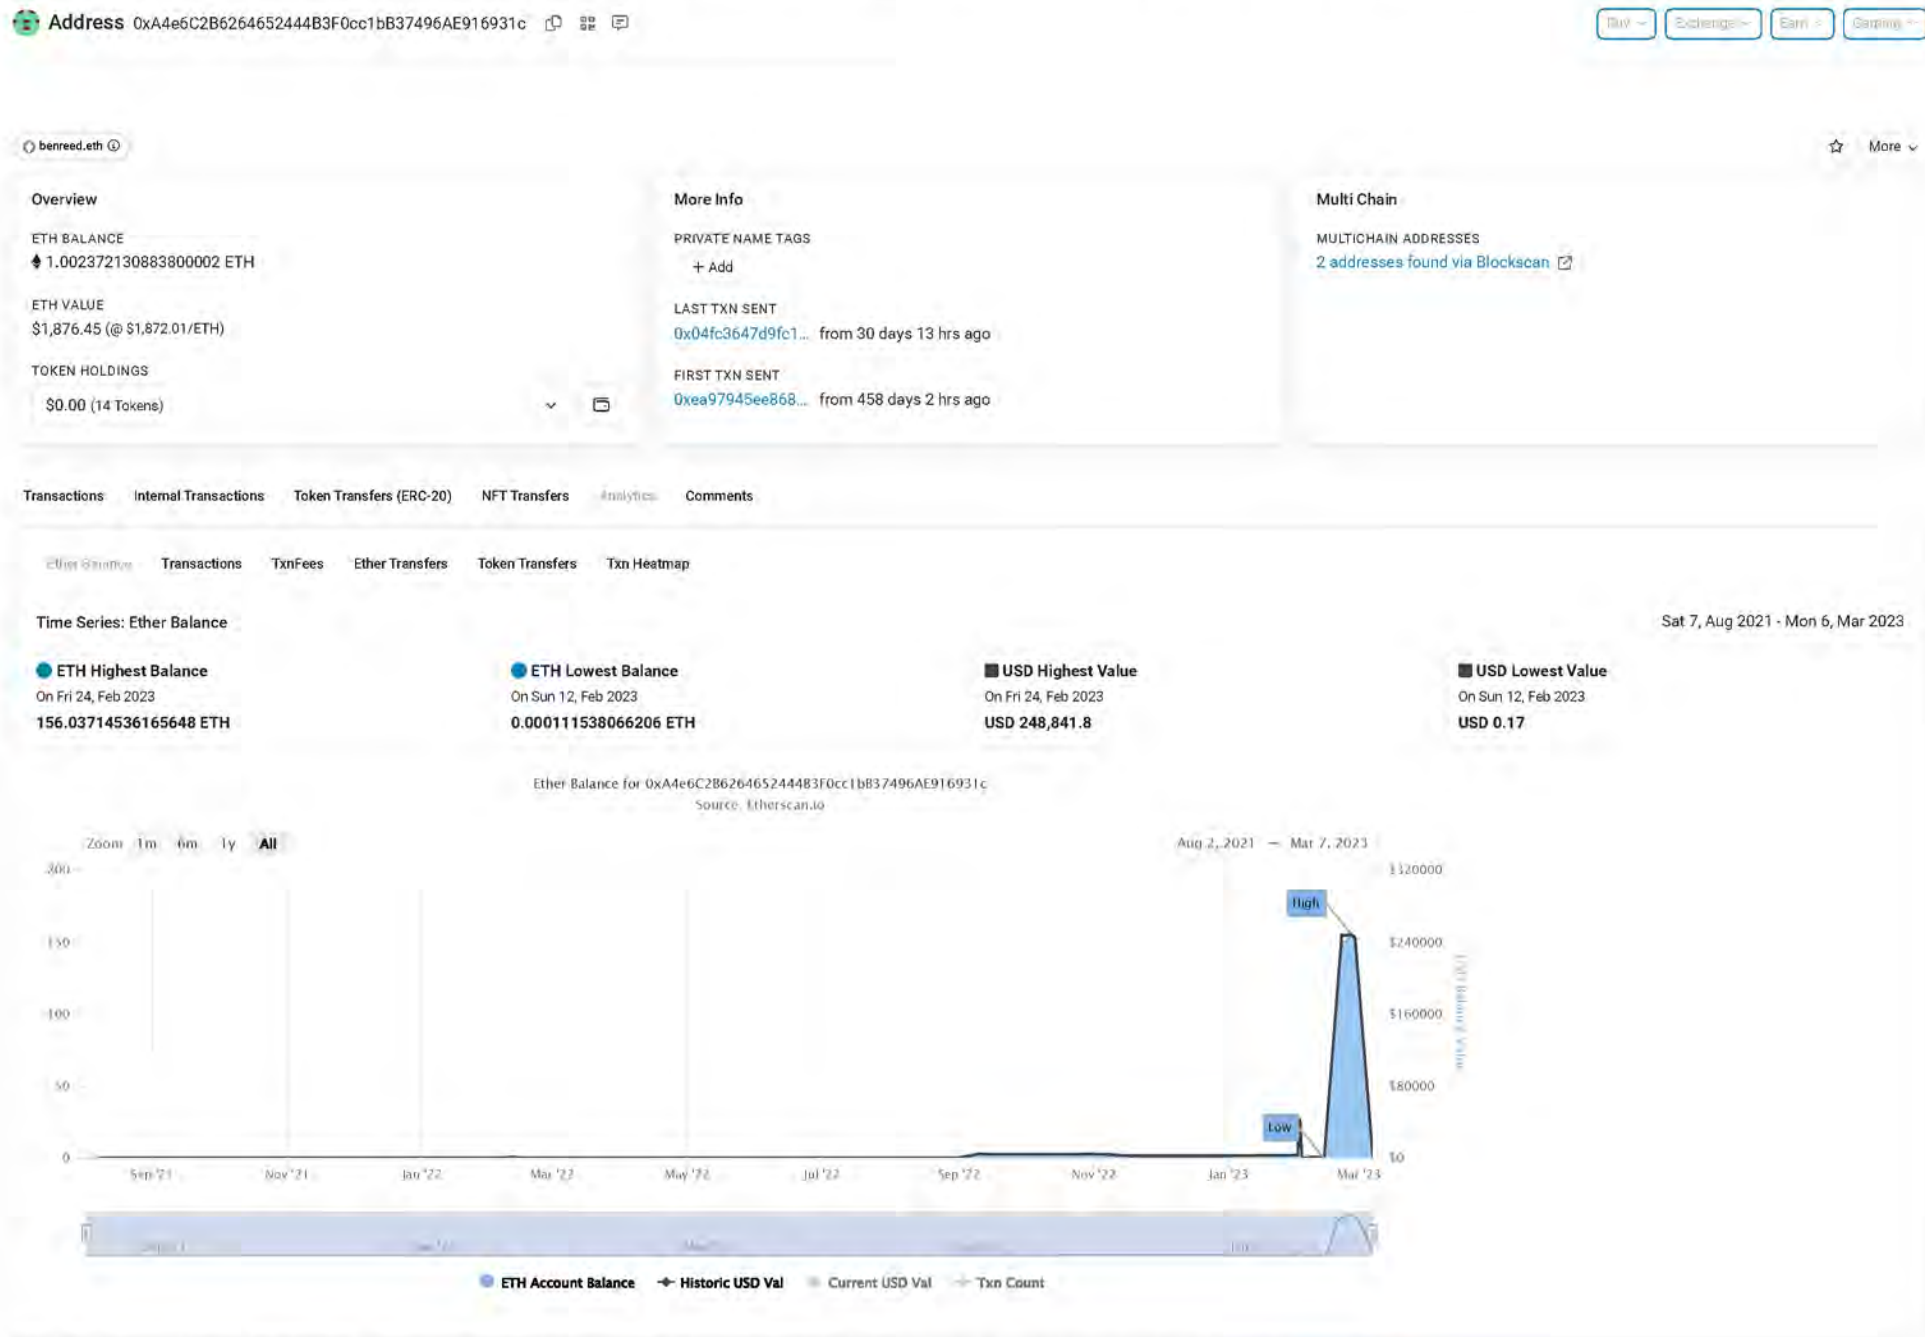 Address 0xA4e6C2B6264652444B3F0cc1bB37496AE916931c
Buy Exchange Earn Gaming
benreed.eth
More
Overview
ETH BALANCE
1.002372130883800002 ETH
ETH VALUE
$1,876.45 (@ $1,872.01/ETH)
TOKEN HOLDINGS
$0.00 (14 Tokens)
More Info
PRIVATE NAME TAGS
+ Add
LAST TXN SENT
0x04fc3647d9fc1... from 30 days 13 hrs ago
FIRST TXN SENT
0xea97945ee868... from 458 days 2 hrs ago
Multi Chain
MULTICHAIN ADDRESSES
2 addresses found via Blockscan
Transactions Internal Transactions Token Transfers (ERC-20) NFT Transfers Analytics Comments
Ether Balance Transactions TxnFees Ether Transfers Token Transfers Txn Heatmap
Time Series: Ether Balance
Sat 7, Aug 2021 - Mon 6, Mar 2023
ETH Highest Balance
On Fri 24, Feb 2023
156.03714536165648 ETH
ETH Lowest Balance
On Sun 12, Feb 2023
0.000111538066206 ETH
USD Highest Value
On Fri 24, Feb 2023
USD 248,841.8
USD Lowest Value
On Sun 12, Feb 2023
USD 0.17
Ether Balance for 0xA4e6C2B6264652444B3F0cc1bB37496AE916931c
Source: Etherscan.io
Zoom 1m 6m 1y All
Aug 2, 2021 — Mar 7, 2023
200
150
100
50
0
$320000
$240000
$160000
$80000
$0
USD Balance Value
High
Low
Sep '21 Nov '21 Jan '22 Mar '22 May '22 Jul '22 Sep '22 Nov '22 Jan '23 Mar '23
ETH Account Balance Historic USD Val Current USD Val Txn Count